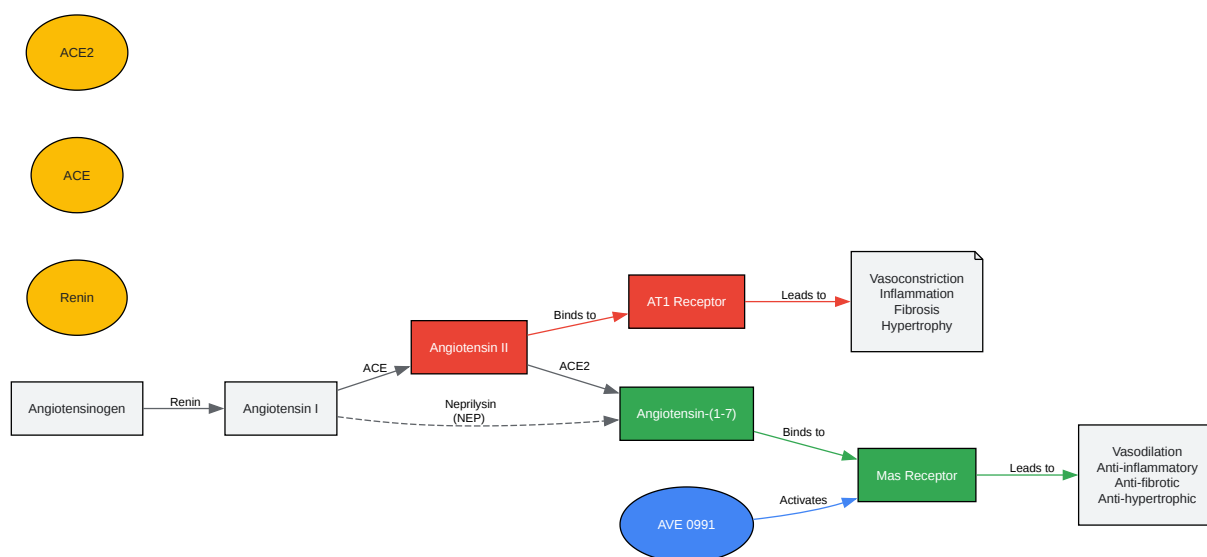 ACE2
ACE
Renin
Vasoconstriction
Inflammation
Fibrosis
Hypertrophy
AT1 Receptor
Leads to
Binds to
Angiotensin II
ACE
ACE2
Angiotensinogen
Renin
Angiotensin I
Neprilysin
(NEP)
Angiotensin-(1-7)
Binds to
Mas Receptor
Leads to
Vasodilation
Anti-inflammatory
Anti-fibrotic
Anti-hypertrophic
Activates
AVE 0991